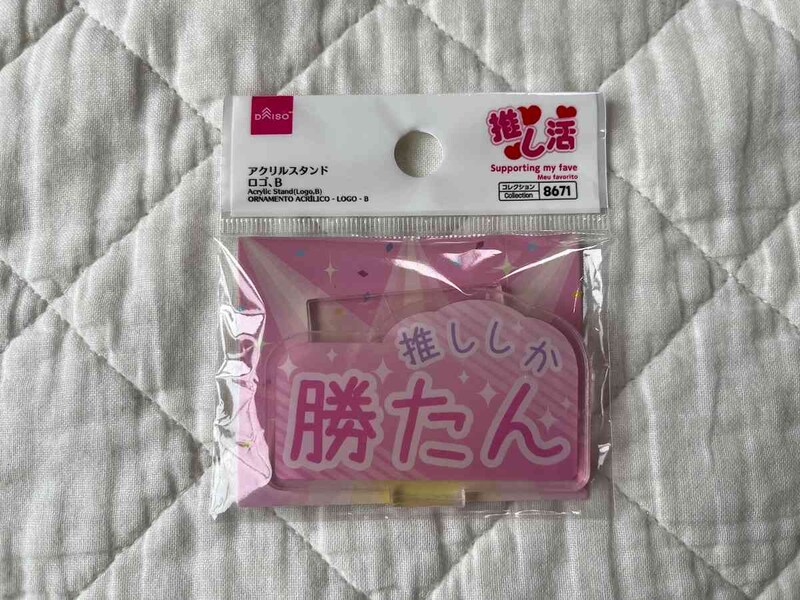 DAISO
アクリルスタンド
ロゴ、B
Acrylic Stand(Logo,B)
ORNAMENTO ACRÍLICO - LOGO - B
推し活
Supporting my fave
Meu favorito
コレクション
Collection
8671
推ししか
勝たん